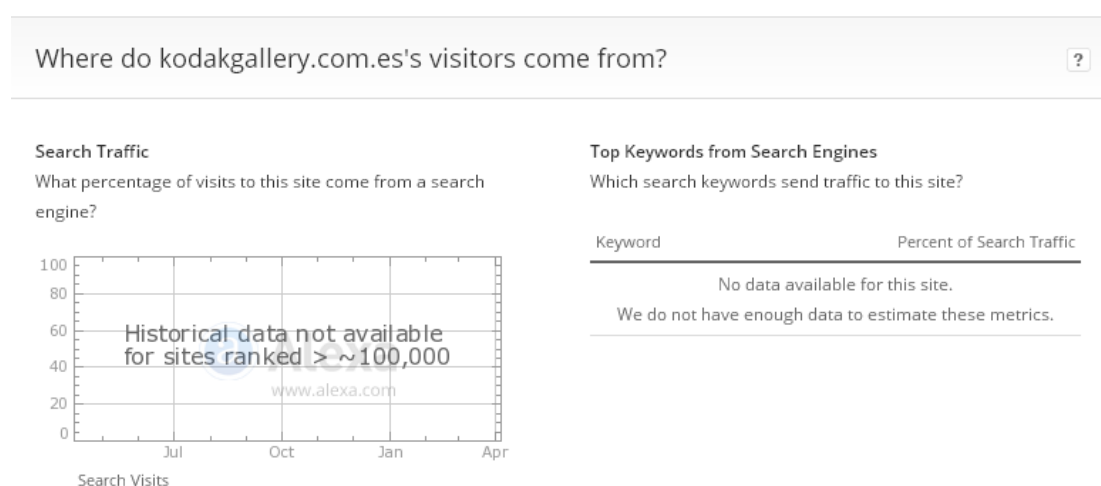 Where do kodakgallery.com.es's visitors come from?
?
Search Traffic
What percentage of visits to this site come from a search
engine?
100
80
60
40
20
0
Historical data not available
for sites ranked > ~100,000
Alexa
www.alexa.com
Jul Oct Jan Apr
Search Visits
Top Keywords from Search Engines
Which search keywords send traffic to this site?
Keyword Percent of Search Traffic
No data available for this site.
We do not have enough data to estimate these metrics.